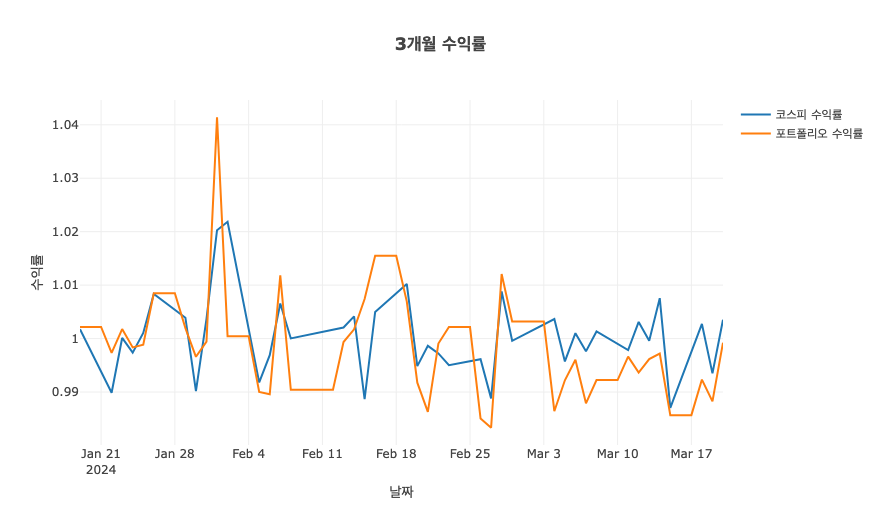 3개월 수익률
코스피 수익률
포트폴리오 수익률
1.04
1.03
1.02
1.01
1
0.99
수익률
Jan 21
2024
Jan 28
Feb 4
Feb 11
Feb 18
Feb 25
Mar 3
Mar 10
Mar 17
날짜